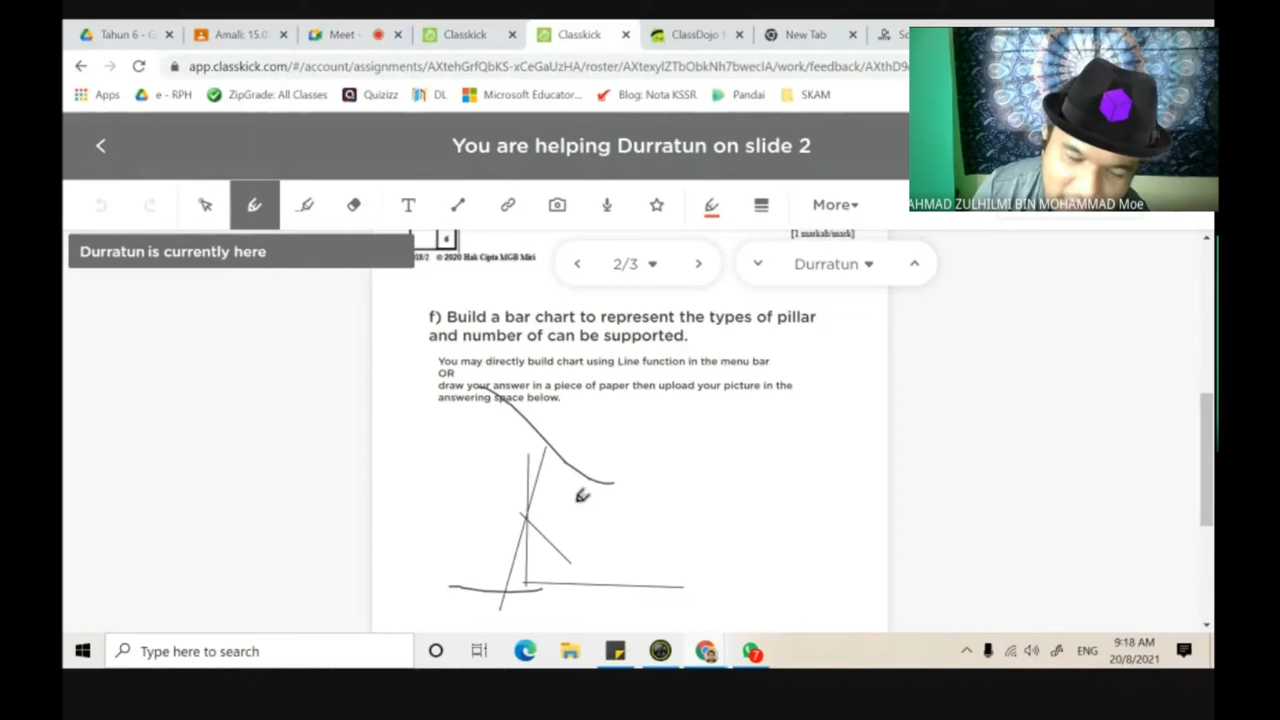 Tahun 6 - G
Amali: 15.0
Meet -
Classkick
Classkick
ClassDojo
New Tab
app.classkick.com/#/account/assignments/AXtehGrfQbKS-xCeGaUzHA/roster/AXtexylZTbObkNh7bwecIA/work/feedback/AXthD9
Apps
e - RPH
ZipGrade: All Classes
Quizizz
DL
Microsoft Educator...
Blog: Nota KSSR
Pandai
SKAM
You are helping Durratun on slide 2
AHMAD ZULHILMI BIN MOHAMMAD Moe
T
More
Durratun is currently here
6
[1 markah/mark]
18/2 © 2020 Hak Cipta MGB Miri
2/3
Durratun
f) Build a bar chart to represent the types of pillar
and number of can be supported.
You may directly build chart using Line function in the menu bar
OR
draw your answer in a piece of paper then upload your picture in the
answering space below.
Type here to search
7
ENG
9:18 AM
20/8/2021